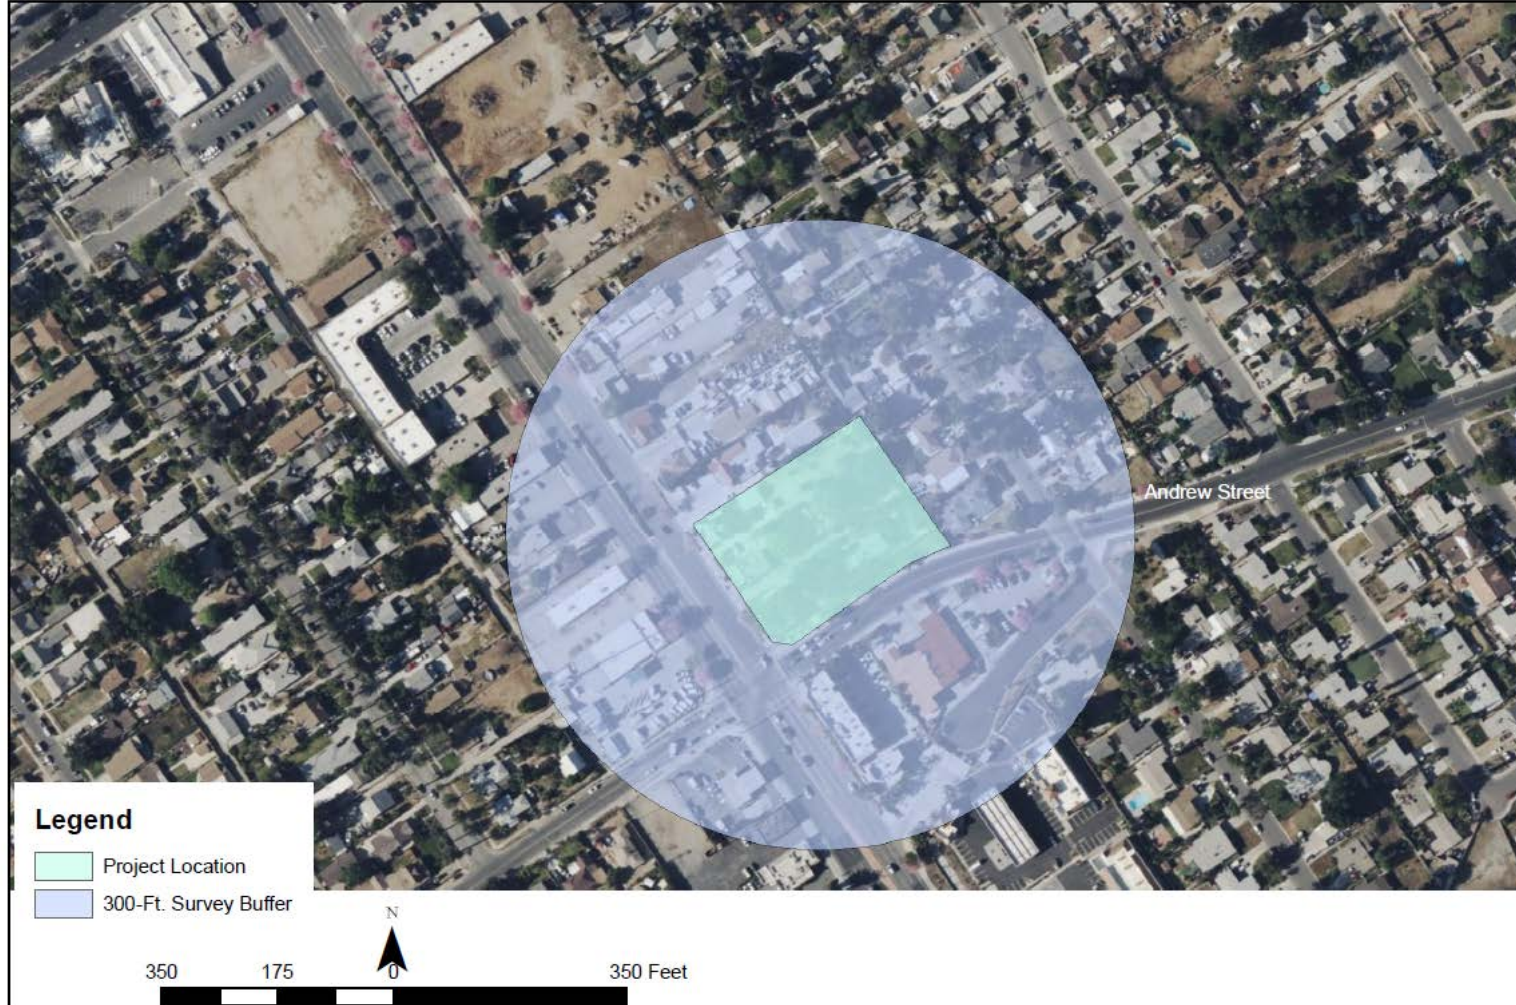 Andrew Street
Legend
Project Location
300-Ft. Survey Buffer
N
350 175 0 350 Feet